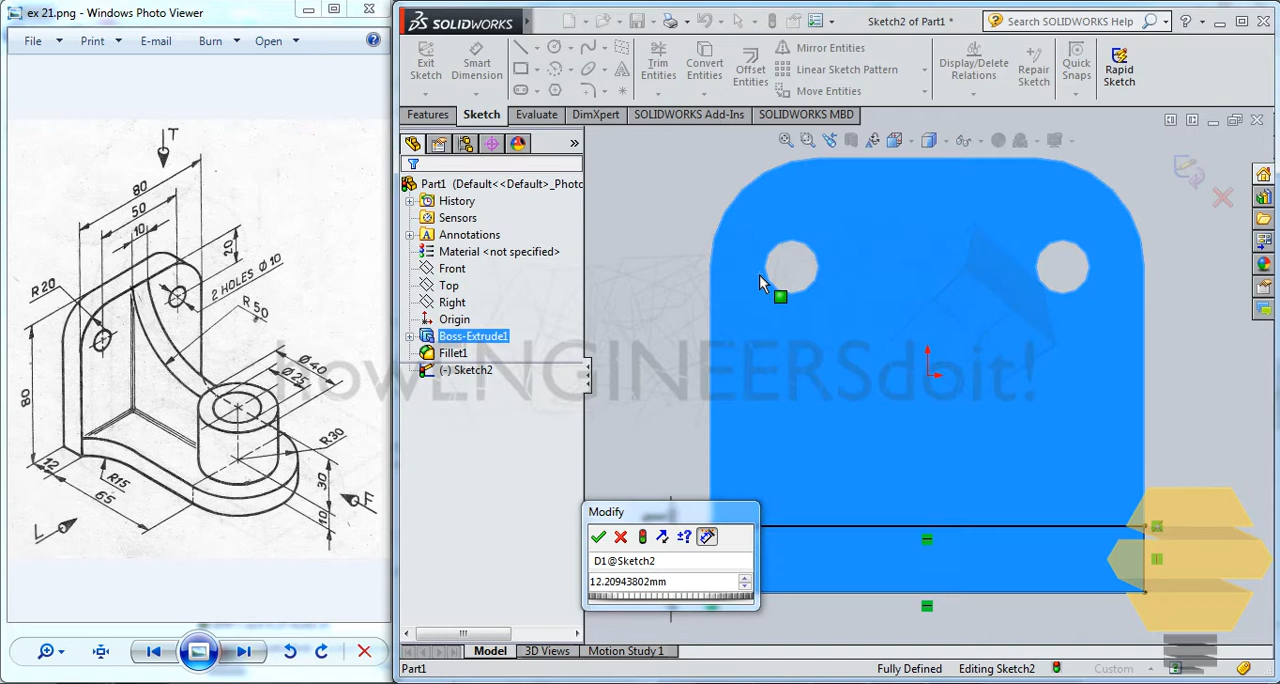 ex 21.png - Windows Photo Viewer
File Print E-mail Burn Open
T
80
50
10
20
2 HOLES Ø 10
R 20
R 50
Ø 40
Ø 25
80
R30
12
R15
65
30
10
F
L
SOLIDWORKS
Sketch2 of Part1 *
Search SOLIDWORKS Help
Exit Sketch
Smart Dimension
Trim Entities
Convert Entities
Offset Entities
Mirror Entities
Linear Sketch Pattern
Move Entities
Display/Delete Relations
Repair Sketch
Quick Snaps
Rapid Sketch
Features Sketch Evaluate DimXpert SOLIDWORKS Add-Ins SOLIDWORKS MBD
Part1 (Default<<Default>_Photo
History
Sensors
Annotations
Material <not specified>
Front
Top
Right
Origin
Boss-Extrude1
Fillet1
(-) Sketch2
howENGINEERSdoit!
Modify
D1@Sketch2
12.20943802mm
Model 3D Views Motion Study 1
Part1 Fully Defined Editing Sketch2 Custom